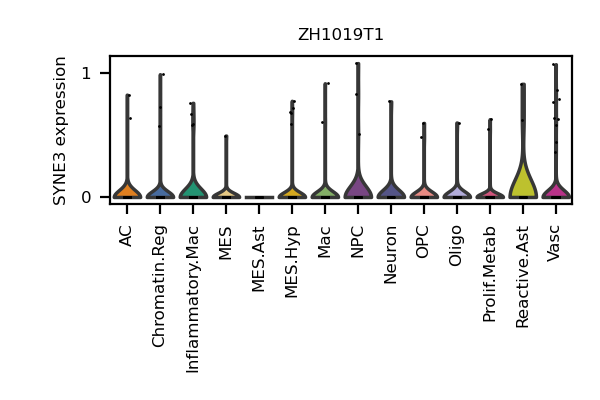 ZH1019T1
SYNE3 expression
1
0
AC
Chromatin.Reg
Inflammatory.Mac
MES
MES.Ast
MES.Hyp
Mac
NPC
Neuron
OPC
Oligo
Prolif.Metab
Reactive.Ast
Vasc